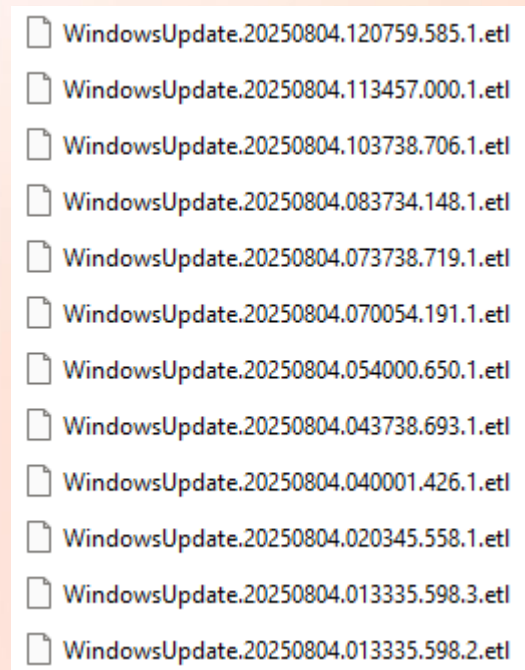 WindowsUpdate.20250804.120759.585.1.etl
WindowsUpdate.20250804.113457.000.1.etl
WindowsUpdate.20250804.103738.706.1.etl
WindowsUpdate.20250804.083734.148.1.etl
WindowsUpdate.20250804.073738.719.1.etl
WindowsUpdate.20250804.070054.191.1.etl
WindowsUpdate.20250804.054000.650.1.etl
WindowsUpdate.20250804.043738.693.1.etl
WindowsUpdate.20250804.040001.426.1.etl
WindowsUpdate.20250804.020345.558.1.etl
WindowsUpdate.20250804.013335.598.3.etl
WindowsUpdate.20250804.013335.598.2.etl